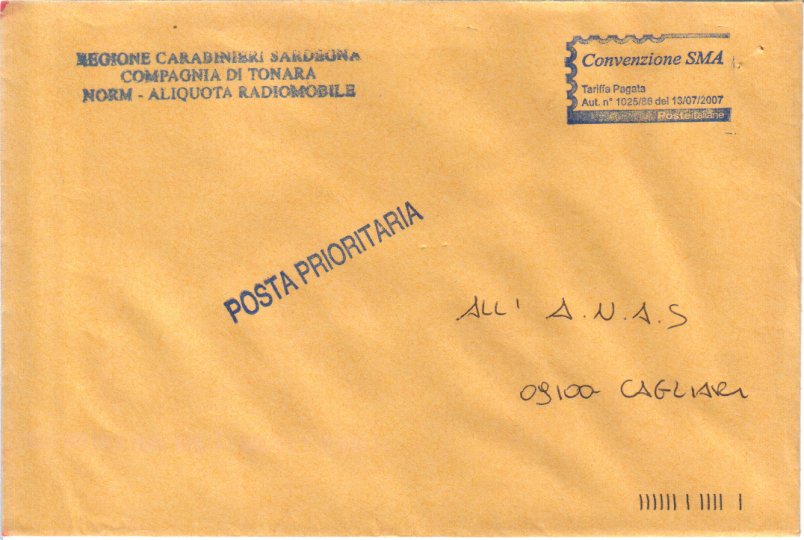 REGIONE CARABINIERI SARDEGNA
COMPAGNIA DI TONARA
NORM - ALIQUOTA RADIOMOBILE
Convenzione SMA
Tariffa Pagata
Aut. n° 1025/88 del 13/07/2007
Posteitaliane
POSTA PRIORITARIA
ALL' A.N.A.S
09100 CAGLIARI